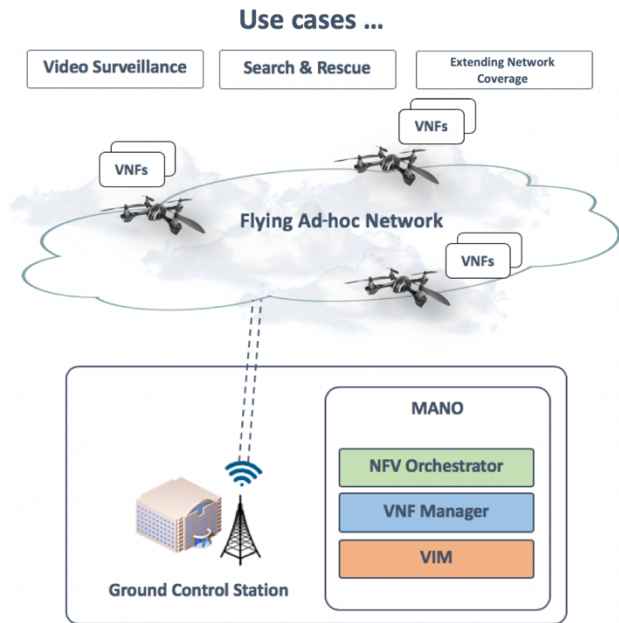 Use cases ...
Video Surveillance
Search & Rescue
Extending Network
Coverage
VNFs
VNFs
Flying Ad-hoc Network
VNFs
MANO
NFV Orchestrator
VNF Manager
VIM
Ground Control Station